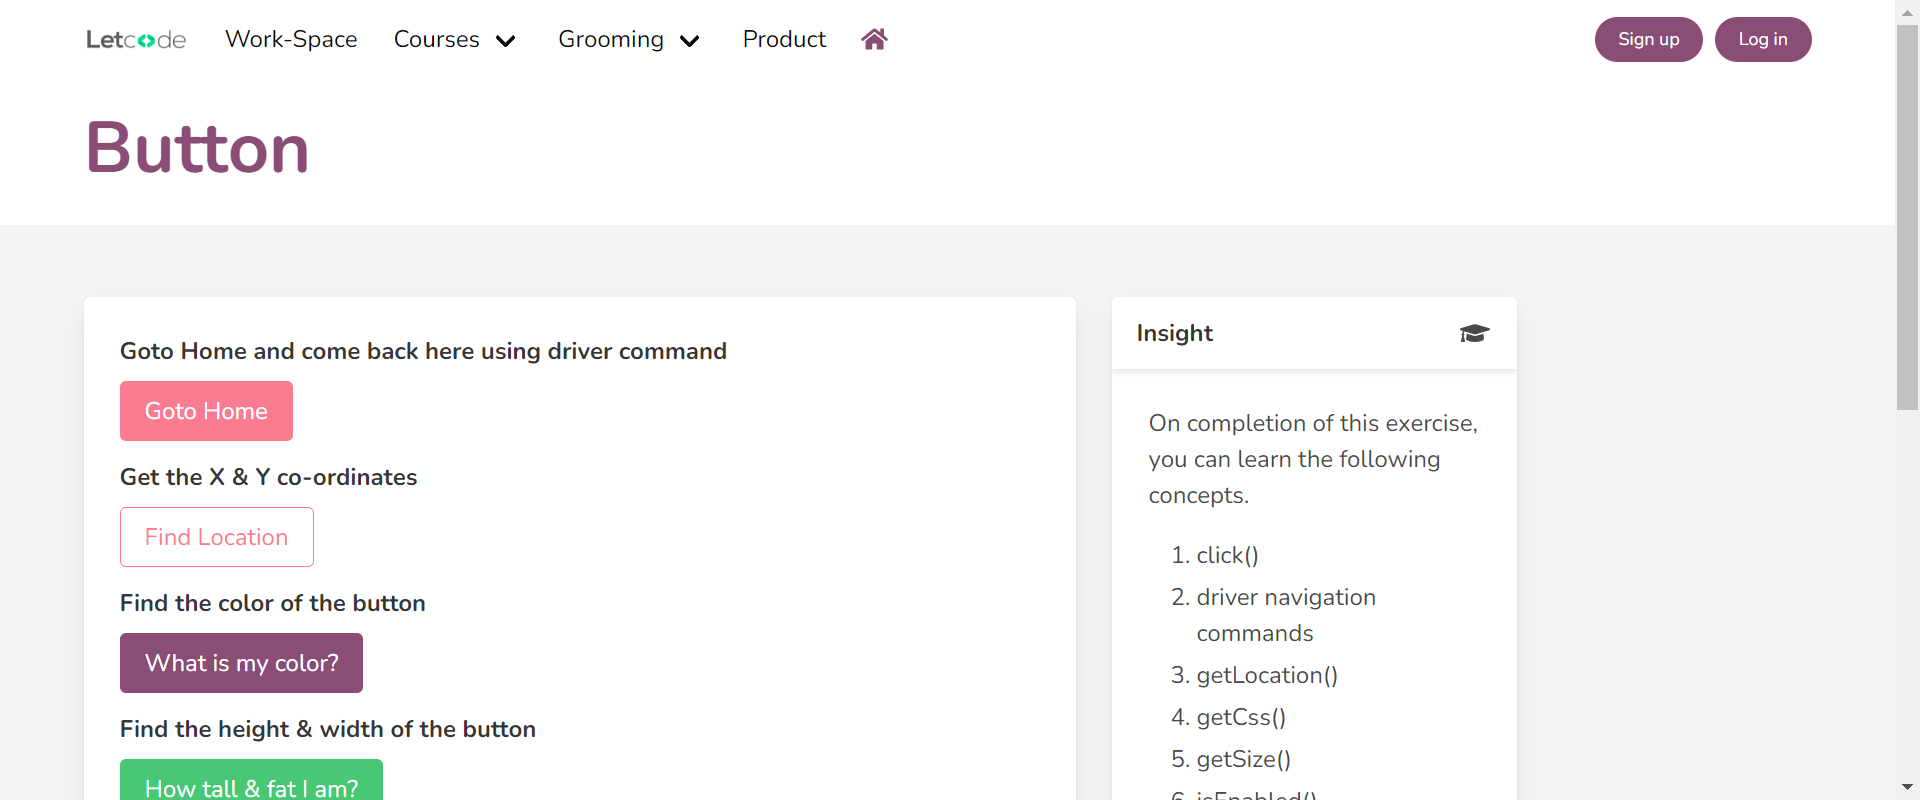 Letcode Work-Space Courses Grooming Product Sign up Log in
Button
Goto Home and come back here using driver command
Goto Home
Get the X & Y co-ordinates
Find Location
Find the color of the button
What is my color?
Find the height & width of the button
How tall & fat I am?
Insight
On completion of this exercise,
you can learn the following
concepts.
1. click()
2. driver navigation
commands
3. getLocation()
4. getCss()
5. getSize()
6. isEnabled()